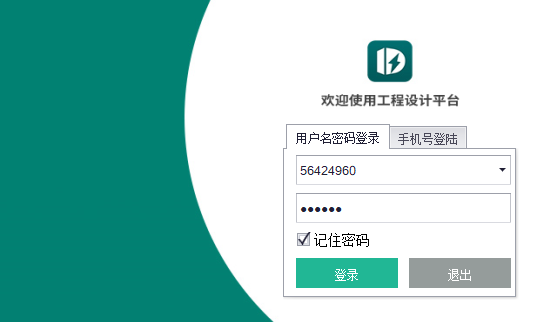 欢迎使用工程设计平台
用户名密码登录 手机号登陆
56424960
••••••
记住密码
登录 退出